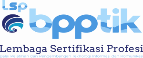 LSP
bpptik
Lembaga Sertifikasi Profesi